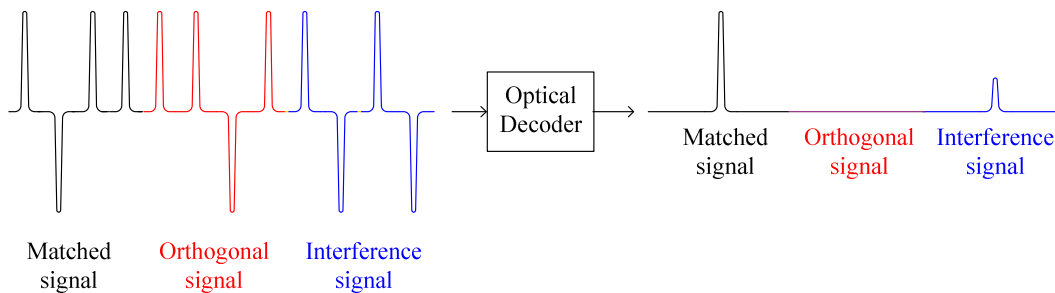 Optical
Decoder
Matched
signal
Orthogonal
signal
Interference
signal
Matched
signal
Orthogonal
signal
Interference
signal